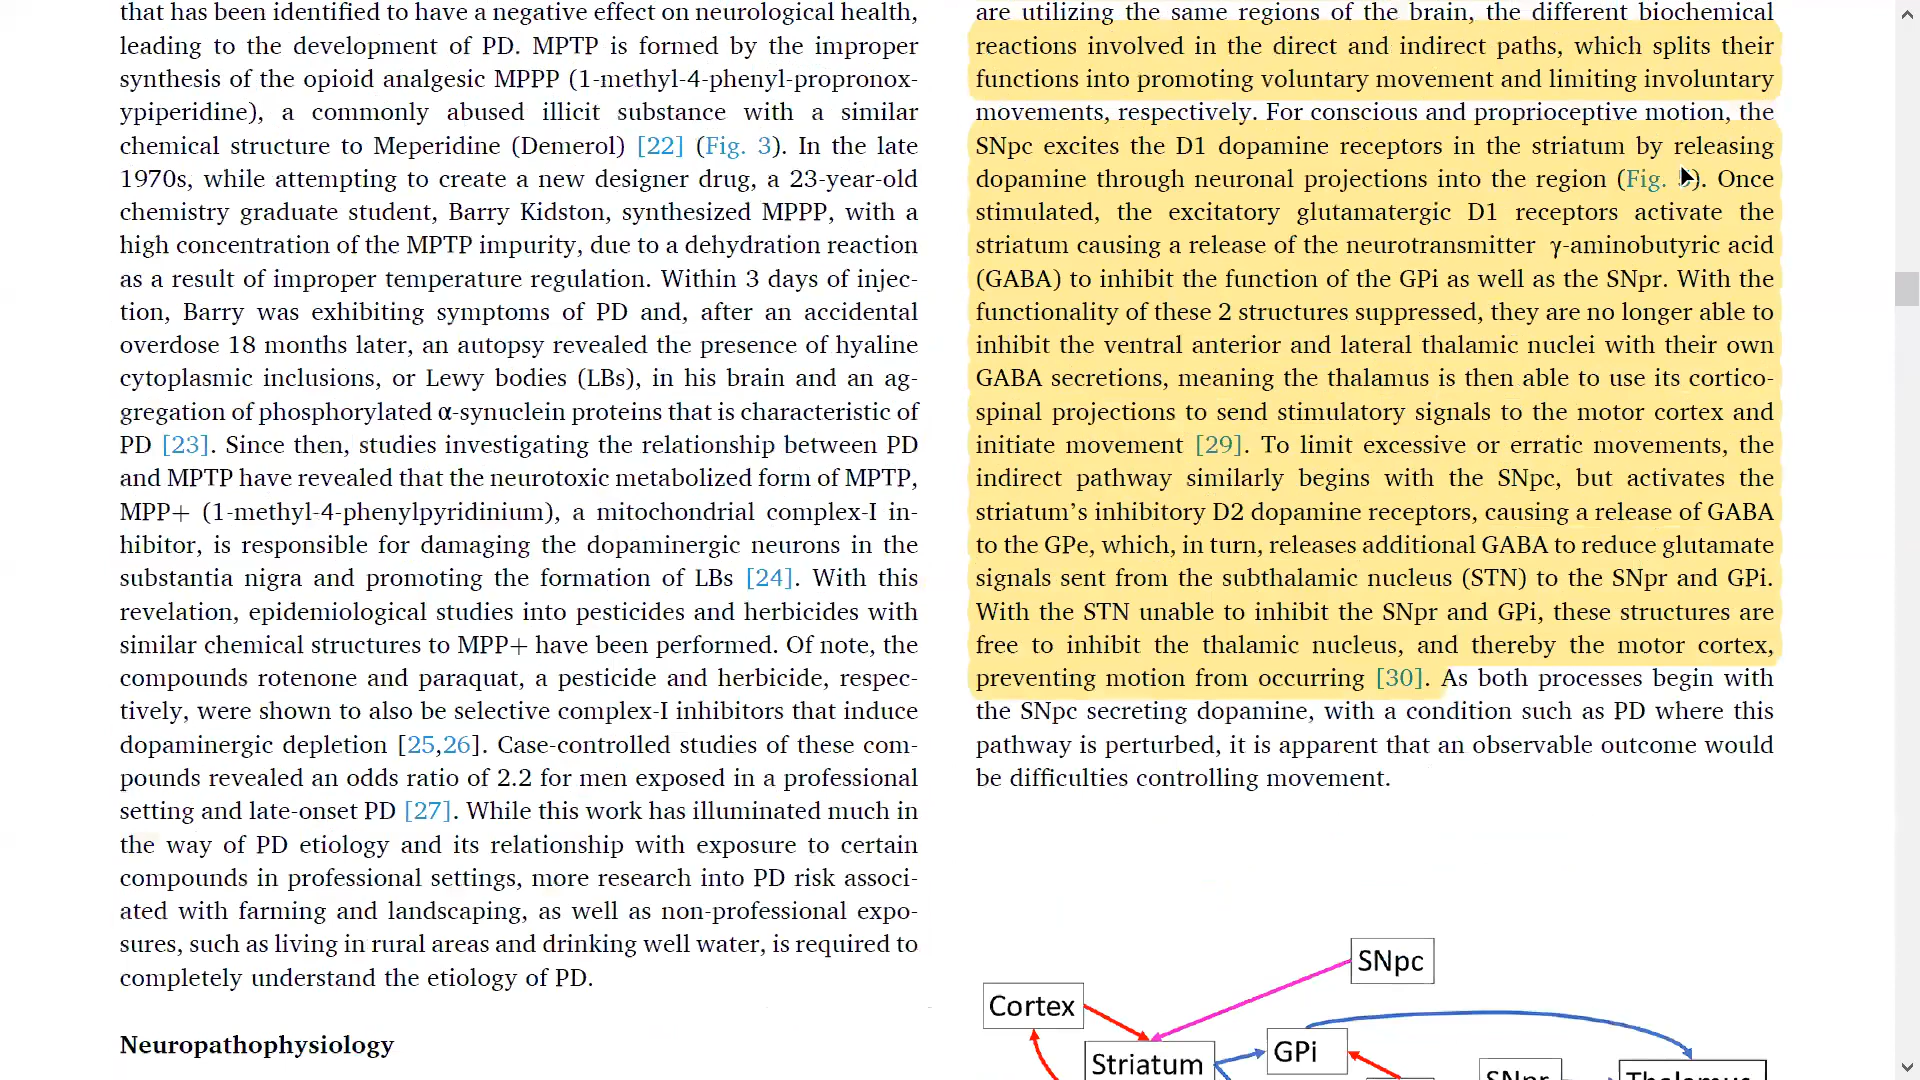 that has been identified to have a negative effect on neurological health,
leading to the development of PD. MPTP is formed by the improper
synthesis of the opioid analgesic MPPP (1-methyl-4-phenyl-propronox-
ypiperidine), a commonly abused illicit substance with a similar
chemical structure to Meperidine (Demerol) [22] (Fig. 3). In the late
1970s, while attempting to create a new designer drug, a 23-year-old
chemistry graduate student, Barry Kidston, synthesized MPPP, with a
high concentration of the MPTP impurity, due to a dehydration reaction
as a result of improper temperature regulation. Within 3 days of injec-
tion, Barry was exhibiting symptoms of PD and, after an accidental
overdose 18 months later, an autopsy revealed the presence of hyaline
cytoplasmic inclusions, or Lewy bodies (LBs), in his brain and an ag-
gregation of phosphorylated α-synuclein proteins that is characteristic of
PD [23]. Since then, studies investigating the relationship between PD
and MPTP have revealed that the neurotoxic metabolized form of MPTP,
MPP+ (1-methyl-4-phenylpyridinium), a mitochondrial complex-I in-
hibitor, is responsible for damaging the dopaminergic neurons in the
substantia nigra and promoting the formation of LBs [24]. With this
revelation, epidemiological studies into pesticides and herbicides with
similar chemical structures to MPP+ have been performed. Of note, the
compounds rotenone and paraquat, a pesticide and herbicide, respec-
tively, were shown to also be selective complex-I inhibitors that induce
dopaminergic depletion [25,26]. Case-controlled studies of these com-
pounds revealed an odds ratio of 2.2 for men exposed in a professional
setting and late-onset PD [27]. While this work has illuminated much in
the way of PD etiology and its relationship with exposure to certain
compounds in professional settings, more research into PD risk associ-
ated with farming and landscaping, as well as non-professional expo-
sures, such as living in rural areas and drinking well water, is required to
completely understand the etiology of PD.
Neuropathophysiology
are utilizing the same regions of the brain, the different biochemical
reactions involved in the direct and indirect paths, which splits their
functions into promoting voluntary movement and limiting involuntary
movements, respectively. For conscious and proprioceptive motion, the
SNpc excites the D1 dopamine receptors in the striatum by releasing
dopamine through neuronal projections into the region (Fig. ). Once
stimulated, the excitatory glutamatergic D1 receptors activate the
striatum causing a release of the neurotransmitter γ-aminobutyric acid
(GABA) to inhibit the function of the GPi as well as the SNpr. With the
functionality of these 2 structures suppressed, they are no longer able to
inhibit the ventral anterior and lateral thalamic nuclei with their own
GABA secretions, meaning the thalamus is then able to use its cortico-
spinal projections to send stimulatory signals to the motor cortex and
initiate movement [29]. To limit excessive or erratic movements, the
indirect pathway similarly begins with the SNpc, but activates the
striatum's inhibitory D2 dopamine receptors, causing a release of GABA
to the GPe, which, in turn, releases additional GABA to reduce glutamate
signals sent from the subthalamic nucleus (STN) to the SNpr and GPi.
With the STN unable to inhibit the SNpr and GPi, these structures are
free to inhibit the thalamic nucleus, and thereby the motor cortex,
preventing motion from occurring [30]. As both processes begin with
the SNpc secreting dopamine, with a condition such as PD where this
pathway is perturbed, it is apparent that an observable outcome would
be difficulties controlling movement.
SNpc
Cortex
GPi
Striatum
SNpr
Thalamus